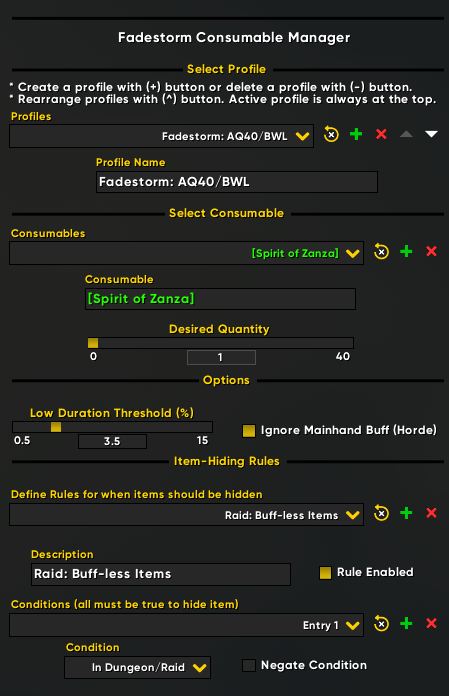 Fadestorm Consumable Manager
Select Profile
* Create a profile with (+) button or delete a profile with (-) button.
* Rearrange profiles with (^) button. Active profile is always at the top.
Profiles
Fadestorm: AQ40/BWL
Profile Name
Fadestorm: AQ40/BWL
Select Consumable
Consumables
[Spirit of Zanza]
Consumable
[Spirit of Zanza]
Desired Quantity
0 1 40
Options
Low Duration Threshold (%)
0.5 3.5 15
Ignore Mainhand Buff (Horde)
Item-Hiding Rules
Define Rules for when items should be hidden
Raid: Buff-less Items
Description
Raid: Buff-less Items
Rule Enabled
Conditions (all must be true to hide item)
Entry 1
Condition
In Dungeon/Raid
Negate Condition